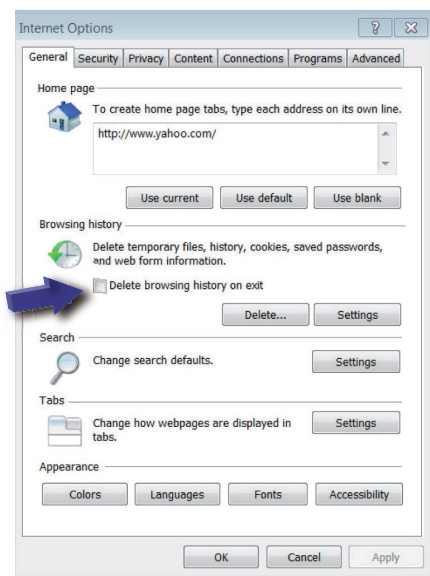 Internet Options
General Security Privacy Content Connections Programs Advanced
Home page
To create home page tabs, type each address on its own line.
http://www.yahoo.com/
Use current Use default Use blank
Browsing history
Delete temporary files, history, cookies, saved passwords,
and web form information.
Delete browsing history on exit
Delete... Settings
Search
Change search defaults. Settings
Tabs
Change how webpages are displayed in Settings
tabs.
Appearance
Colors Languages Fonts Accessibility
OK Cancel Apply